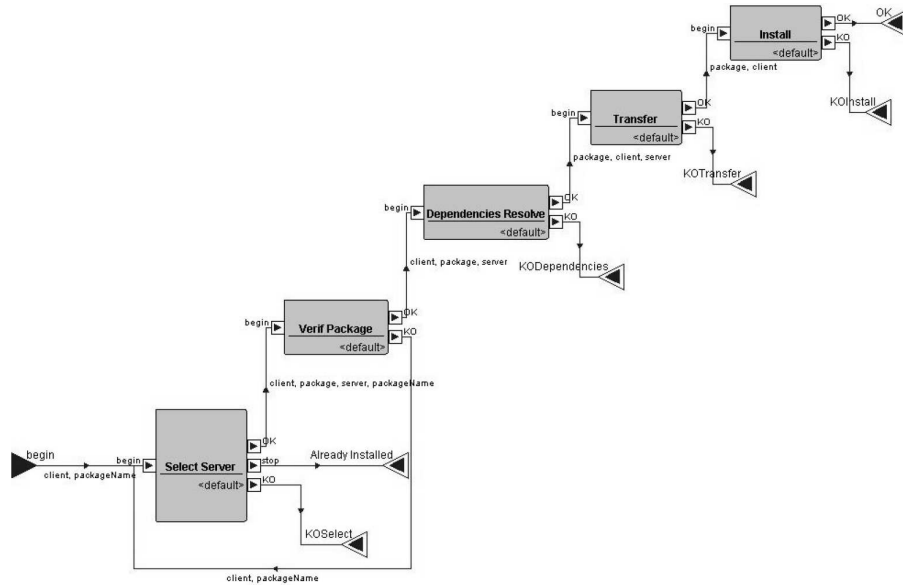 OK
OK
begin
Install
KO
<default>
package, client
KOInstall
OK
begin
Transfer
KO
<default>
package, client, server
KOTransfer
OK
begin
Dependencies Resolve
KO
<default>
client, package, server
KODependencies
OK
begin
Verif Package
KO
<default>
client, package, server, packageName
OK
begin
begin
Select Server
stop
Already Installed
client, packageName
KO
<default>
KOSelect
client, packageName